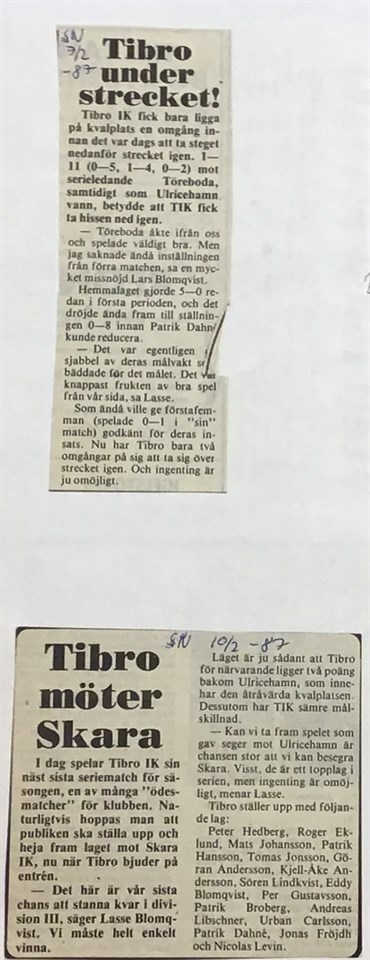 SN
7/2
-87
Tibro
under
strecket!
Tibro IK fick bara ligga
på kvalplats en omgång in-
nan det var dags att ta steget
nedanför strecket igen. 1—
11 (0—5, 1—4, 0—2) mot
serieledande Töreboda,
samtidigt som Ulricehamn
vann, betydde att TIK fick
ta hissen ned igen.
— Töreboda åkte ifrån oss
och spelade väldigt bra. Men
jag saknade ändå inställningen
från förra matchen, sa en myc-
ket missnöjd Lars Blomqvist.
Hemmalaget gjorde 5—0 re-
dan i första perioden, och det
dröjde ända fram till ställnin-
gen 0—8 innan Patrik Dahn
kunde reducera.
— Det var egentligen
sjabbel av deras målvakt
bäddade för det målet. Det
knappast frukten av bra spel
från vår sida, sa Lasse.
Som ändå ville ge förstafem-
man (spelade 0—1 i "sin"
match) godkänt för deras in-
sats. Nu har Tibro bara två
omgångar på sig att ta sig över
strecket igen. Och ingenting är
ju omöjligt.
SN 10/2 -87
Tibro
möter
Skara
I dag spelar Tibro IK sin
näst sista seriematch för sä-
songen, en av många "ödes-
matcher" för klubben. Na-
turligtvis hoppas man att
publiken ska ställa upp och
heja fram laget mot Skara
IK, nu när Tibro bjuder på
entrén.
— Det här är vår sista
chans att stanna kvar i divi-
sion III, säger Lasse Blomq-
vist. Vi måste helt enkelt
vinna.
Läget är ju sådant att Tibro
för närvarande ligger två poäng
bakom Ulricehamn, som inne-
har den åtråvärda kvalplatsen.
Dessutom har TIK sämre mål-
skillnad.
— Kan vi ta fram spelet som
gav seger mot Ulricehamn är
chansen stor att vi kan besegra
Skara. Visst, de är ett topplag i
serien, men ingenting är omöj-
ligt, menar Lasse.
Tibro ställer upp med följan-
de lag:
Peter Hedberg, Roger Ek-
lund, Mats Johansson, Patrik
Hansson, Tomas Jonsson, Gö-
ran Andersson, Kjell-Åke An-
dersson, Sören Lindkvist, Eddy
Blomqvist, Per Gustavsson,
Patrik Broberg, Andreas
Libschner, Urban Carlsson,
Patrik Dahnè, Jonas Fröjdh
och Nicolas Levin.